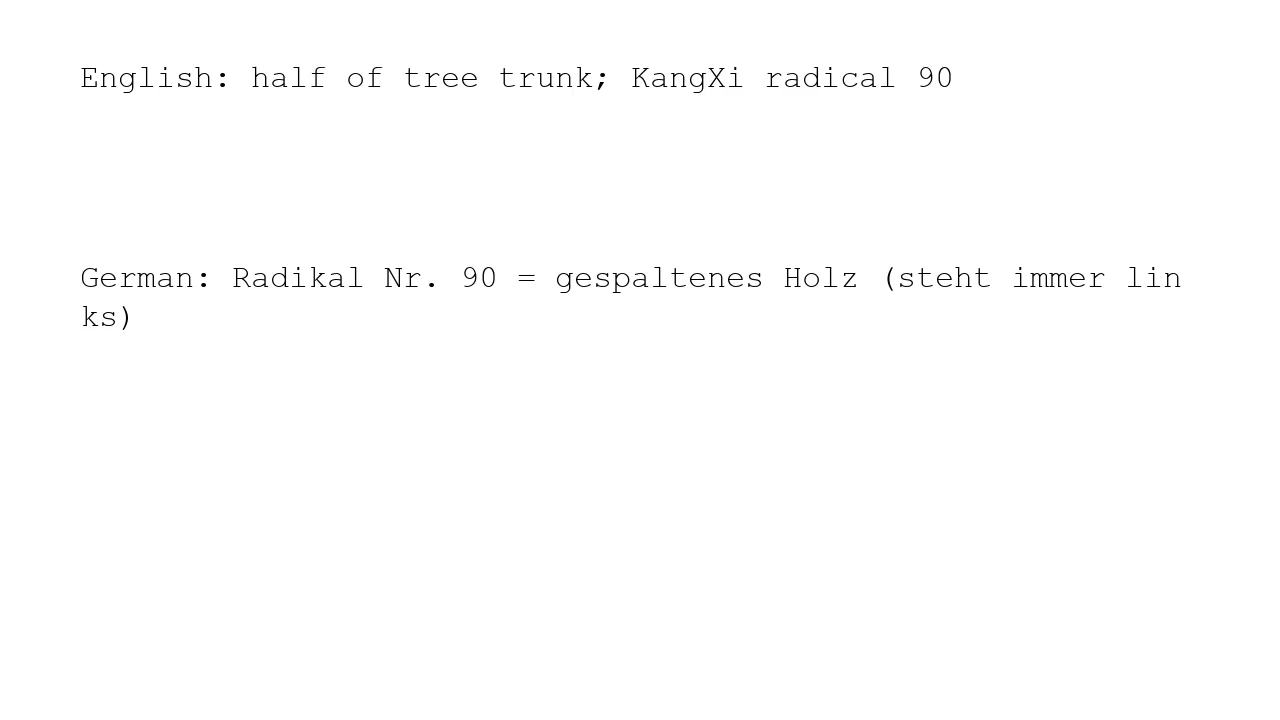 English: half of tree trunk; KangXi radical 90
German: Radikal Nr. 90 = gespaltenes Holz (steht immer lin
ks)